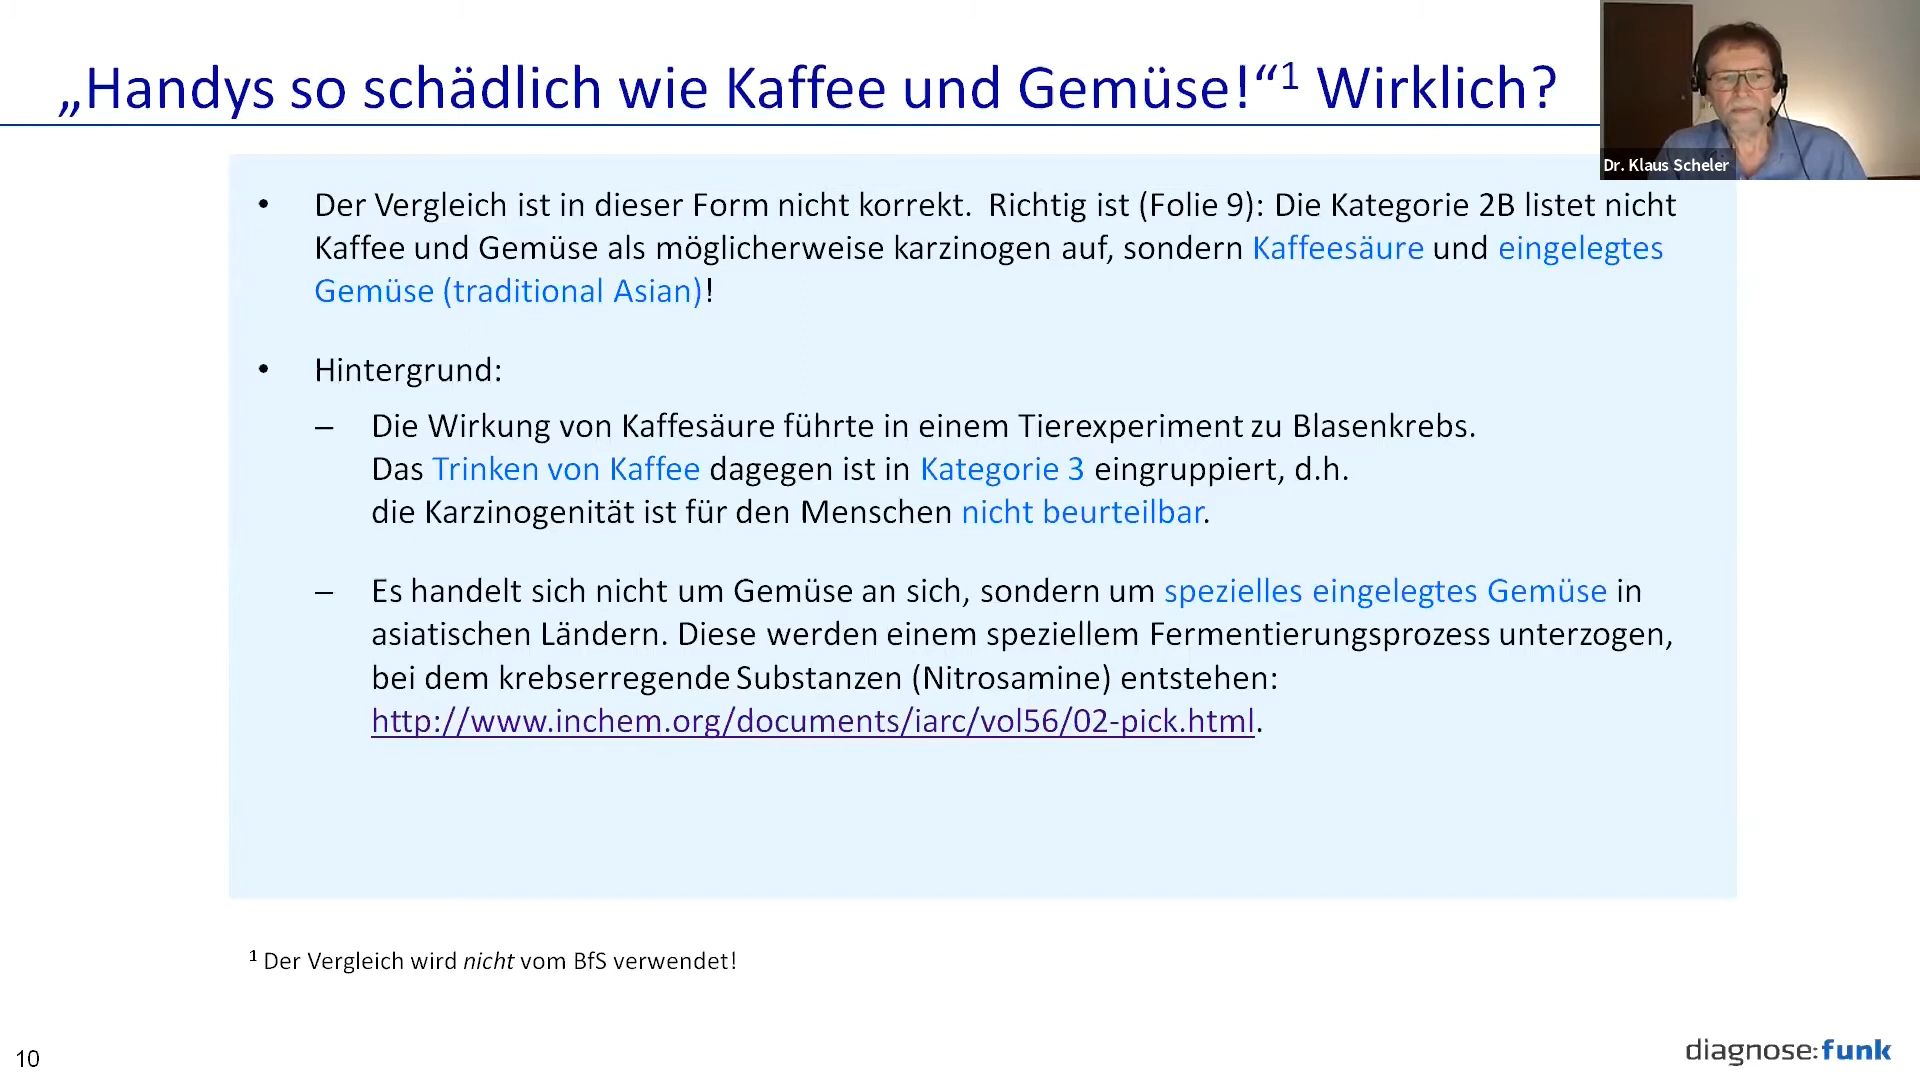 „Handys so schädlich wie Kaffee und Gemüse!“¹ Wirklich?
Dr. Klaus Scheler
• Der Vergleich ist in dieser Form nicht korrekt. Richtig ist (Folie 9): Die Kategorie 2B listet nicht
Kaffee und Gemüse als möglicherweise karzinogen auf, sondern Kaffeesäure und eingelegtes
Gemüse (traditional Asian)!
• Hintergrund:
– Die Wirkung von Kaffesäure führte in einem Tierexperiment zu Blasenkrebs.
Das Trinken von Kaffee dagegen ist in Kategorie 3 eingruppiert, d.h.
die Karzinogenität ist für den Menschen nicht beurteilbar.
– Es handelt sich nicht um Gemüse an sich, sondern um spezielles eingelegtes Gemüse in
asiatischen Ländern. Diese werden einem speziellem Fermentierungsprozess unterzogen,
bei dem krebserregende Substanzen (Nitrosamine) entstehen:
http://www.inchem.org/documents/iarc/vol56/02-pick.html.
¹ Der Vergleich wird nicht vom BfS verwendet!
10
diagnose:funk